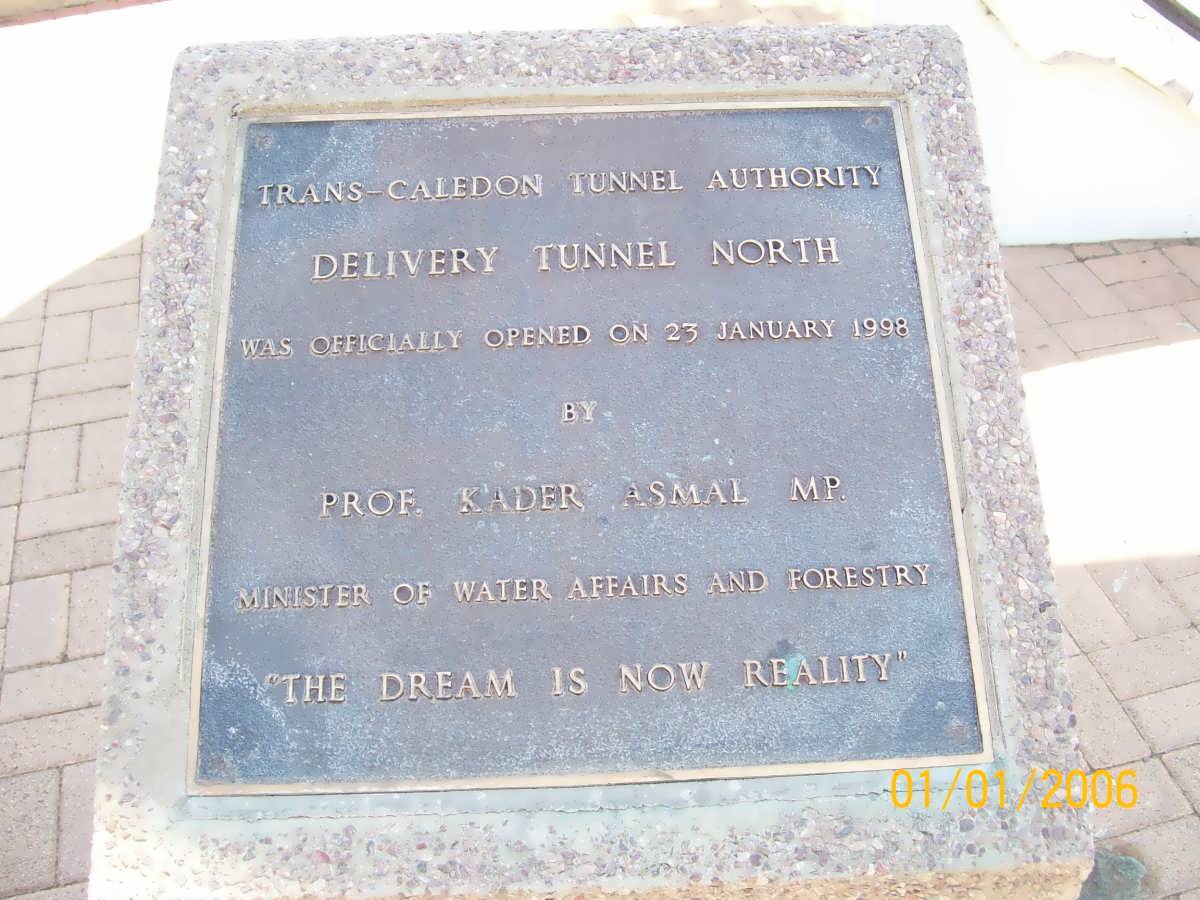 TRANS-CALEDON TUNNEL AUTHORITY
DELIVERY TUNNEL NORTH
WAS OFFICIALLY OPENED ON 23 JANUARY 1998
BY
PROF. KADER ASMAL MP.
MINISTER OF WATER AFFAIRS AND FORESTRY
"THE DREAM IS NOW REALITY"
01/01/2006